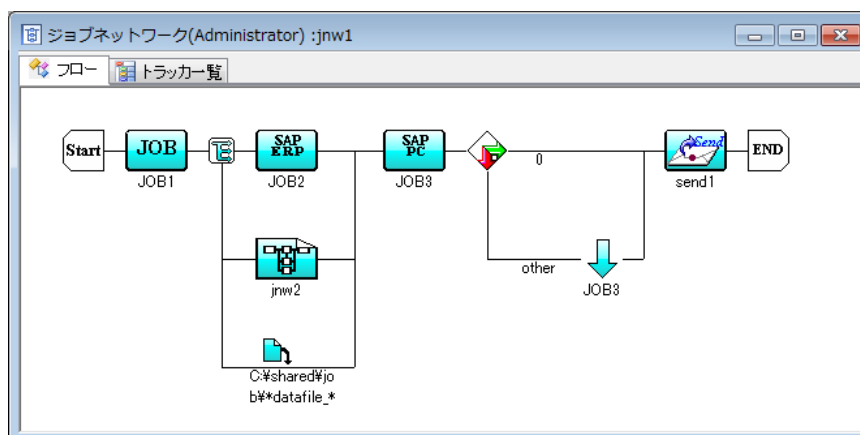 ジョブネットワーク(Administrator) :jnw1
フロー
トラッカ一覧
Start
JOB
JOB1
SAP
ERP
JOB2
SAP
PC
JOB3
0
Send
send1
END
jnw2
other
JOB3
C:¥shared¥jo
b¥*datafile_*